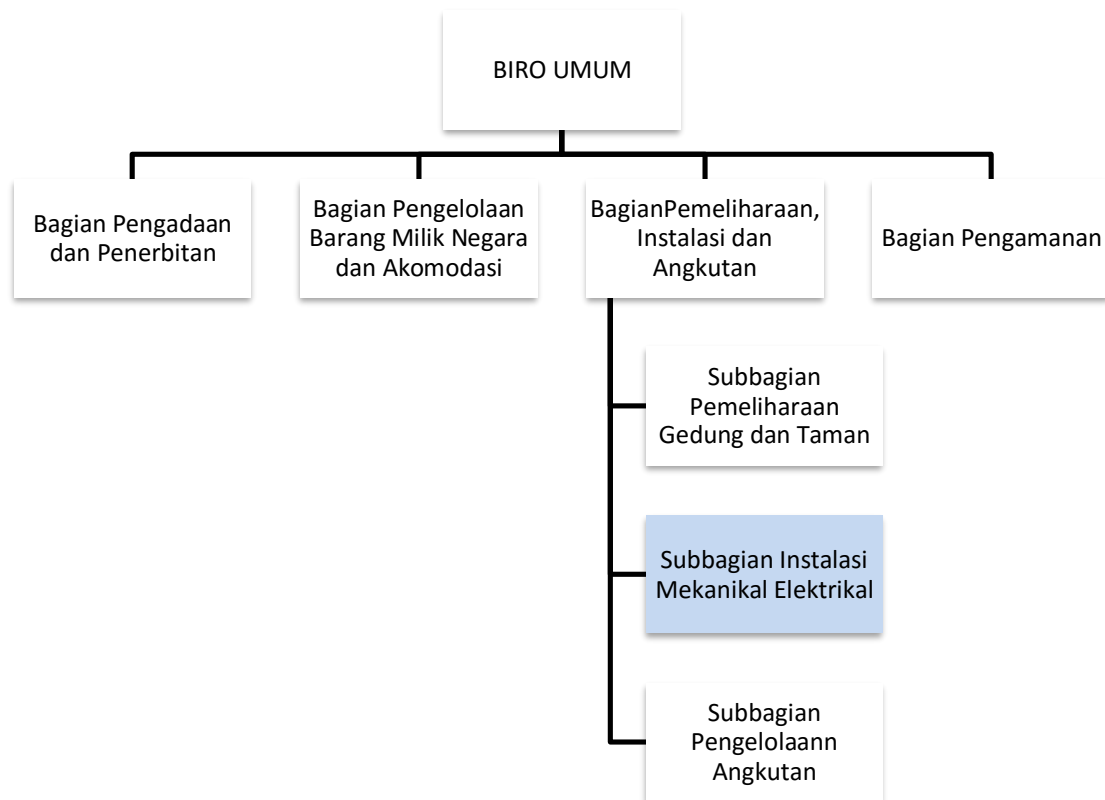 BIRO UMUM
Bagian Pengadaan
dan Penerbitan
Bagian Pengelolaan
Barang Milik Negara
dan Akomodasi
BagianPemeliharaan,
Instalasi dan
Angkutan
Bagian Pengamanan
Subbagian
Pemeliharaan
Gedung dan Taman
Subbagian Instalasi
Mekanikal Elektrikal
Subbagian
Pengelolaann
Angkutan